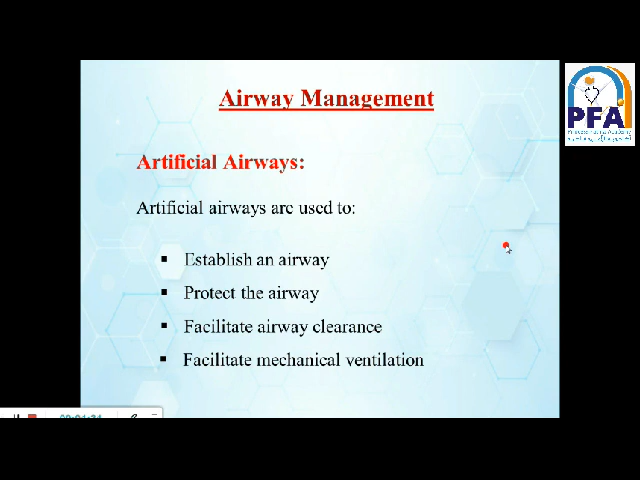 Airway Management
PFA
Artificial Airways:
Artificial airways are used to:
▪ Establish an airway
▪ Protect the airway
▪ Facilitate airway clearance
▪ Facilitate mechanical ventilation